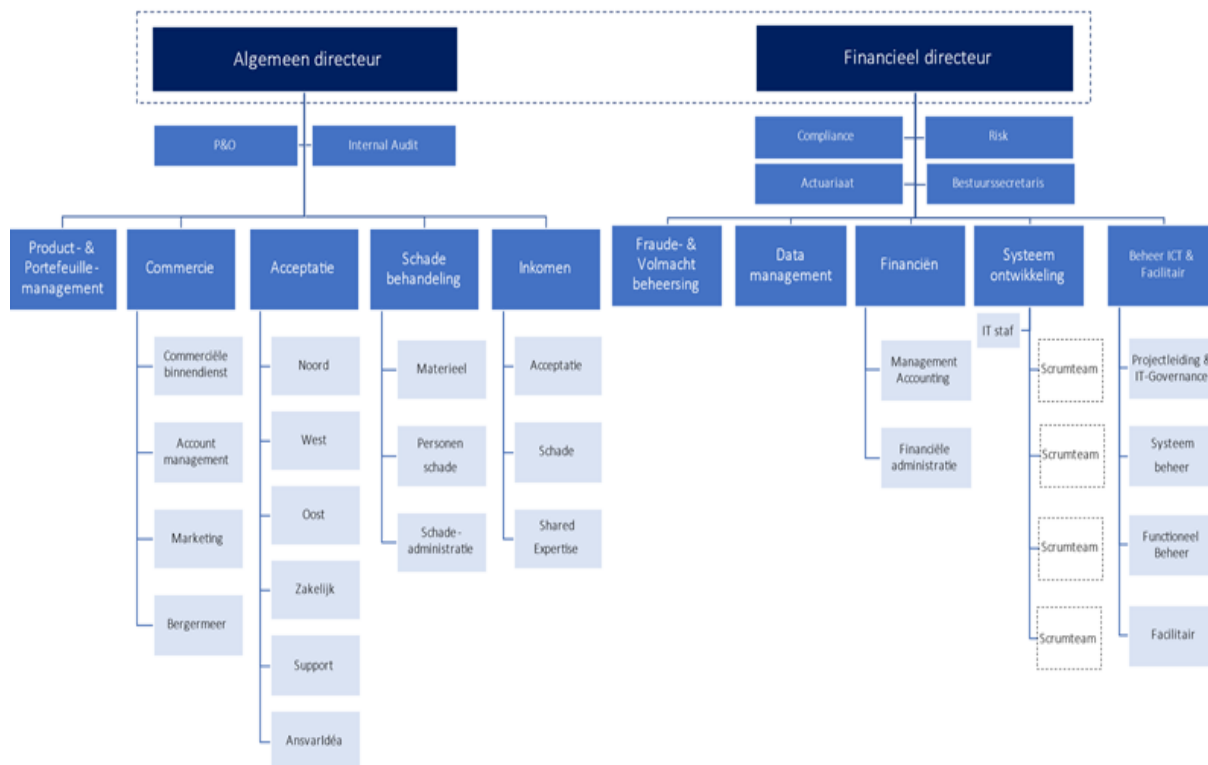 Algemeen directeur
Financieel directeur
P&O
Internal Audit
Compliance
Risk
Actuariaat
Bestuurssecretaris
Product- &
Portefeuille-
management
Commercie
Acceptatie
Schade
behandeling
Inkomen
Fraude- &
Volmacht
beheersing
Data
management
Financiën
Systeem
ontwikkeling
Beheer ICT &
Facilitair
Commerciële
binnendienst
Account
management
Marketing
Bergermeer
Noord
West
Oost
Zakelijk
Support
AnsvarIdéa
Materieel
Personen
schade
Schade-
administratie
Acceptatie
Schade
Shared
Expertise
Management
Accounting
Financiële
administratie
IT staf
Scrumteam
Scrumteam
Scrumteam
Scrumteam
Projectleiding &
IT-Governance
Systeem
beheer
Functioneel
Beheer
Facilitair